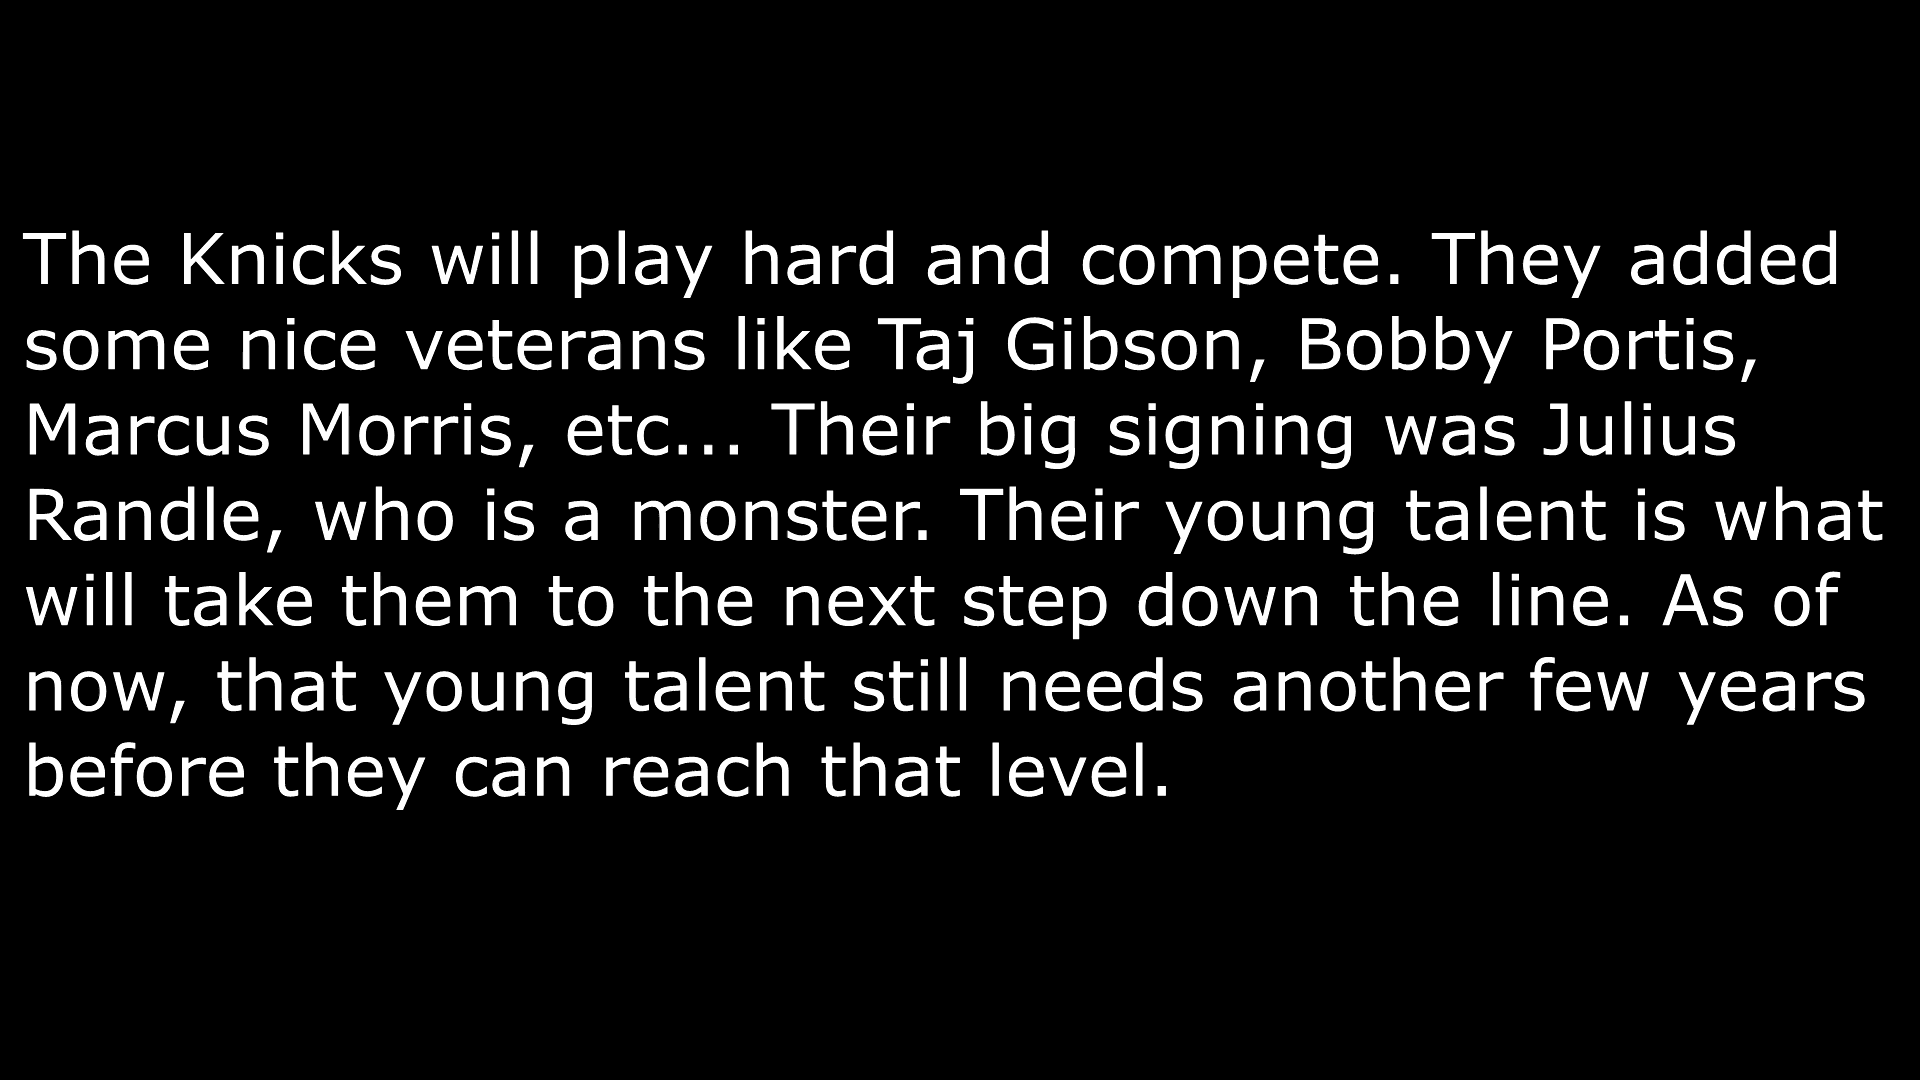 The Knicks will play hard and compete. They added
some nice veterans like Taj Gibson, Bobby Portis,
Marcus Morris, etc... Their big signing was Julius
Randle, who is a monster. Their young talent is what
will take them to the next step down the line. As of
now, that young talent still needs another few years
before they can reach that level.